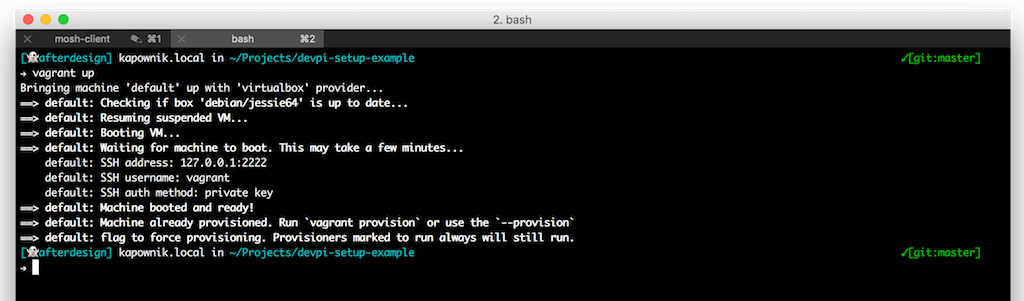 2. bash
mosh-client ⌘1
bash ⌘2
[afterdesign] kapownik.local in ~/Projects/devpi-setup-example ✓[git:master]
→ vagrant up
Bringing machine 'default' up with 'virtualbox' provider...
==> default: Checking if box 'debian/jessie64' is up to date...
==> default: Resuming suspended VM...
==> default: Booting VM...
==> default: Waiting for machine to boot. This may take a few minutes...
default: SSH address: 127.0.0.1:2222
default: SSH username: vagrant
default: SSH auth method: private key
==> default: Machine booted and ready!
==> default: Machine already provisioned. Run `vagrant provision` or use the `--provision`
==> default: flag to force provisioning. Provisioners marked to run always will still run.
[afterdesign] kapownik.local in ~/Projects/devpi-setup-example ✓[git:master]
→